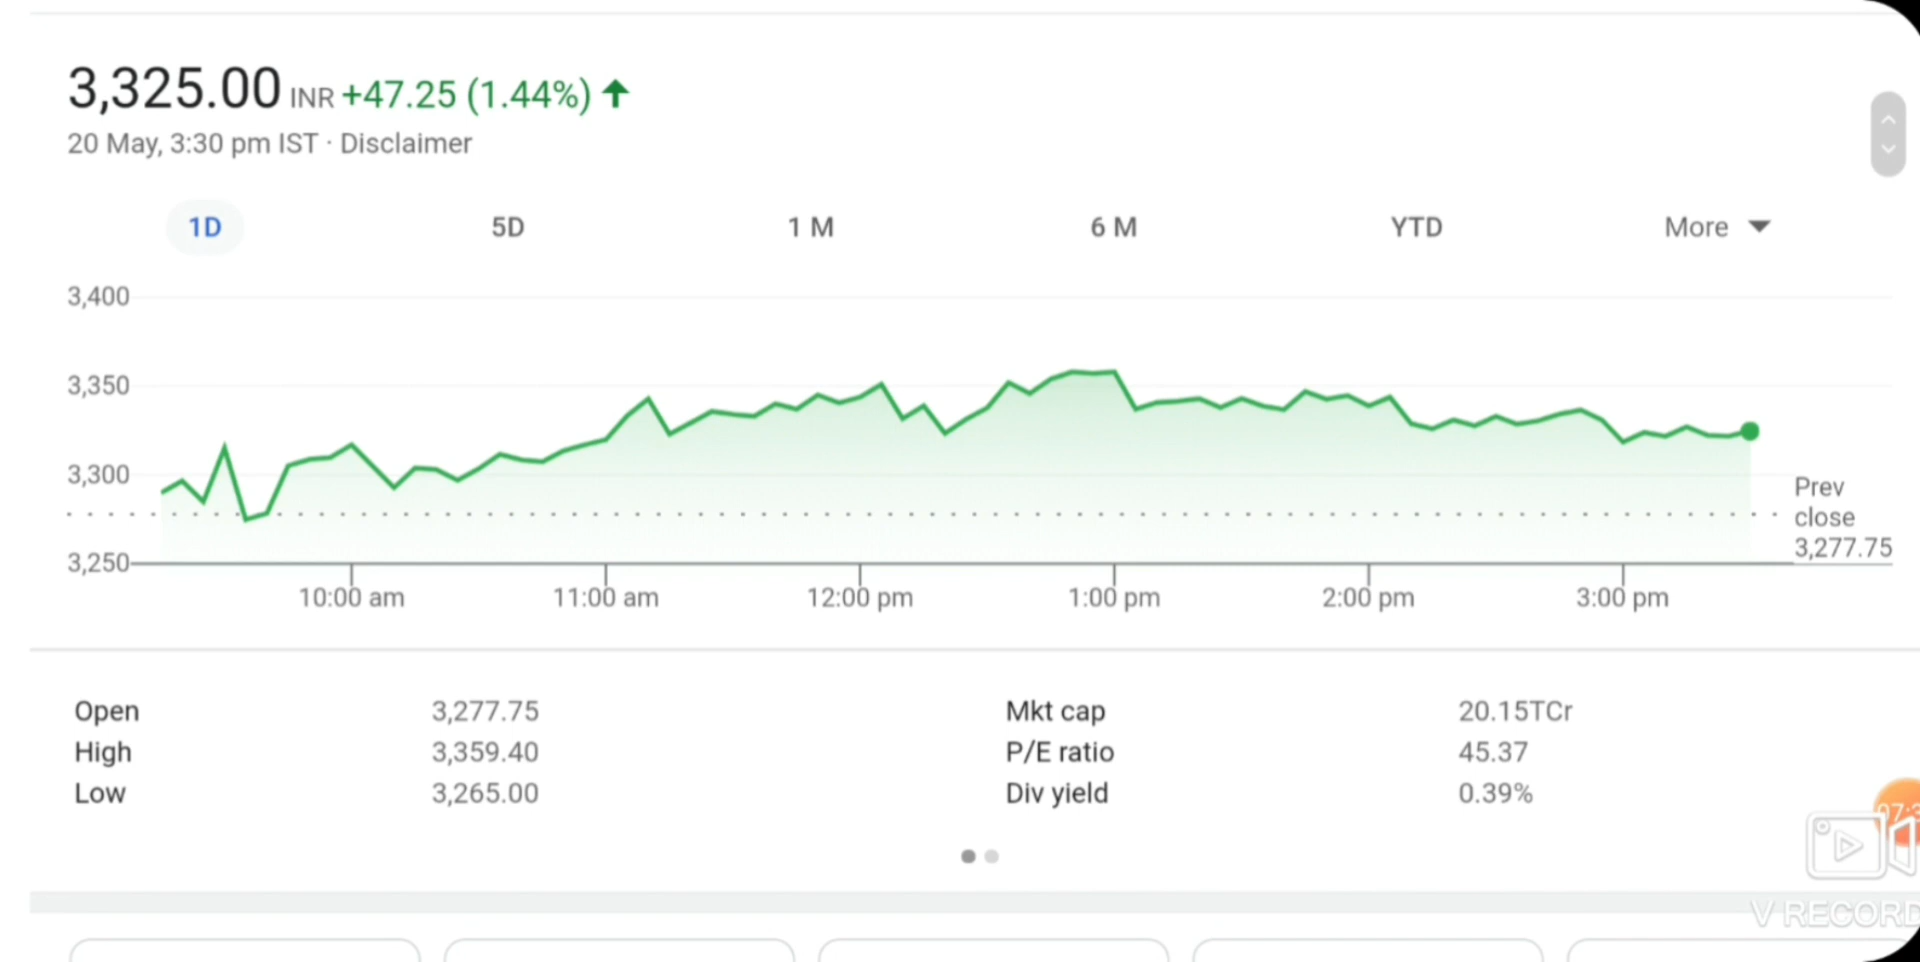 3,325.00 INR +47.25 (1.44%)
20 May, 3:30 pm IST · Disclaimer
1D 5D 1 M 6 M YTD More
3,400
3,350
3,300
3,250
Prev
close
3,277.75
10:00 am 11:00 am 12:00 pm 1:00 pm 2:00 pm 3:00 pm
Open 3,277.75 Mkt cap 20.15TCr
High 3,359.40 P/E ratio 45.37
Low 3,265.00 Div yield 0.39%
V RECORD